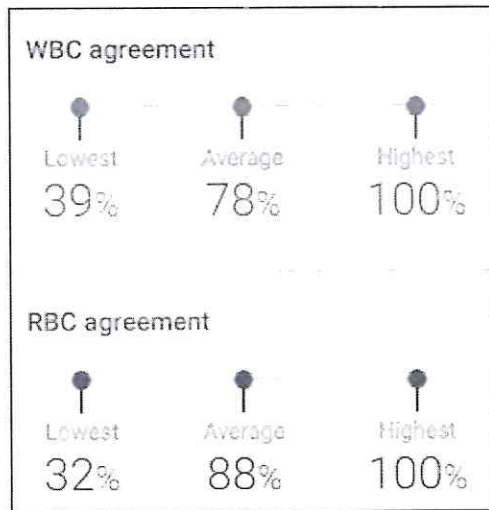 WBC agreement
Lowest Average Highest
39% 78% 100%
RBC agreement
Lowest Average Highest
32% 88% 100%